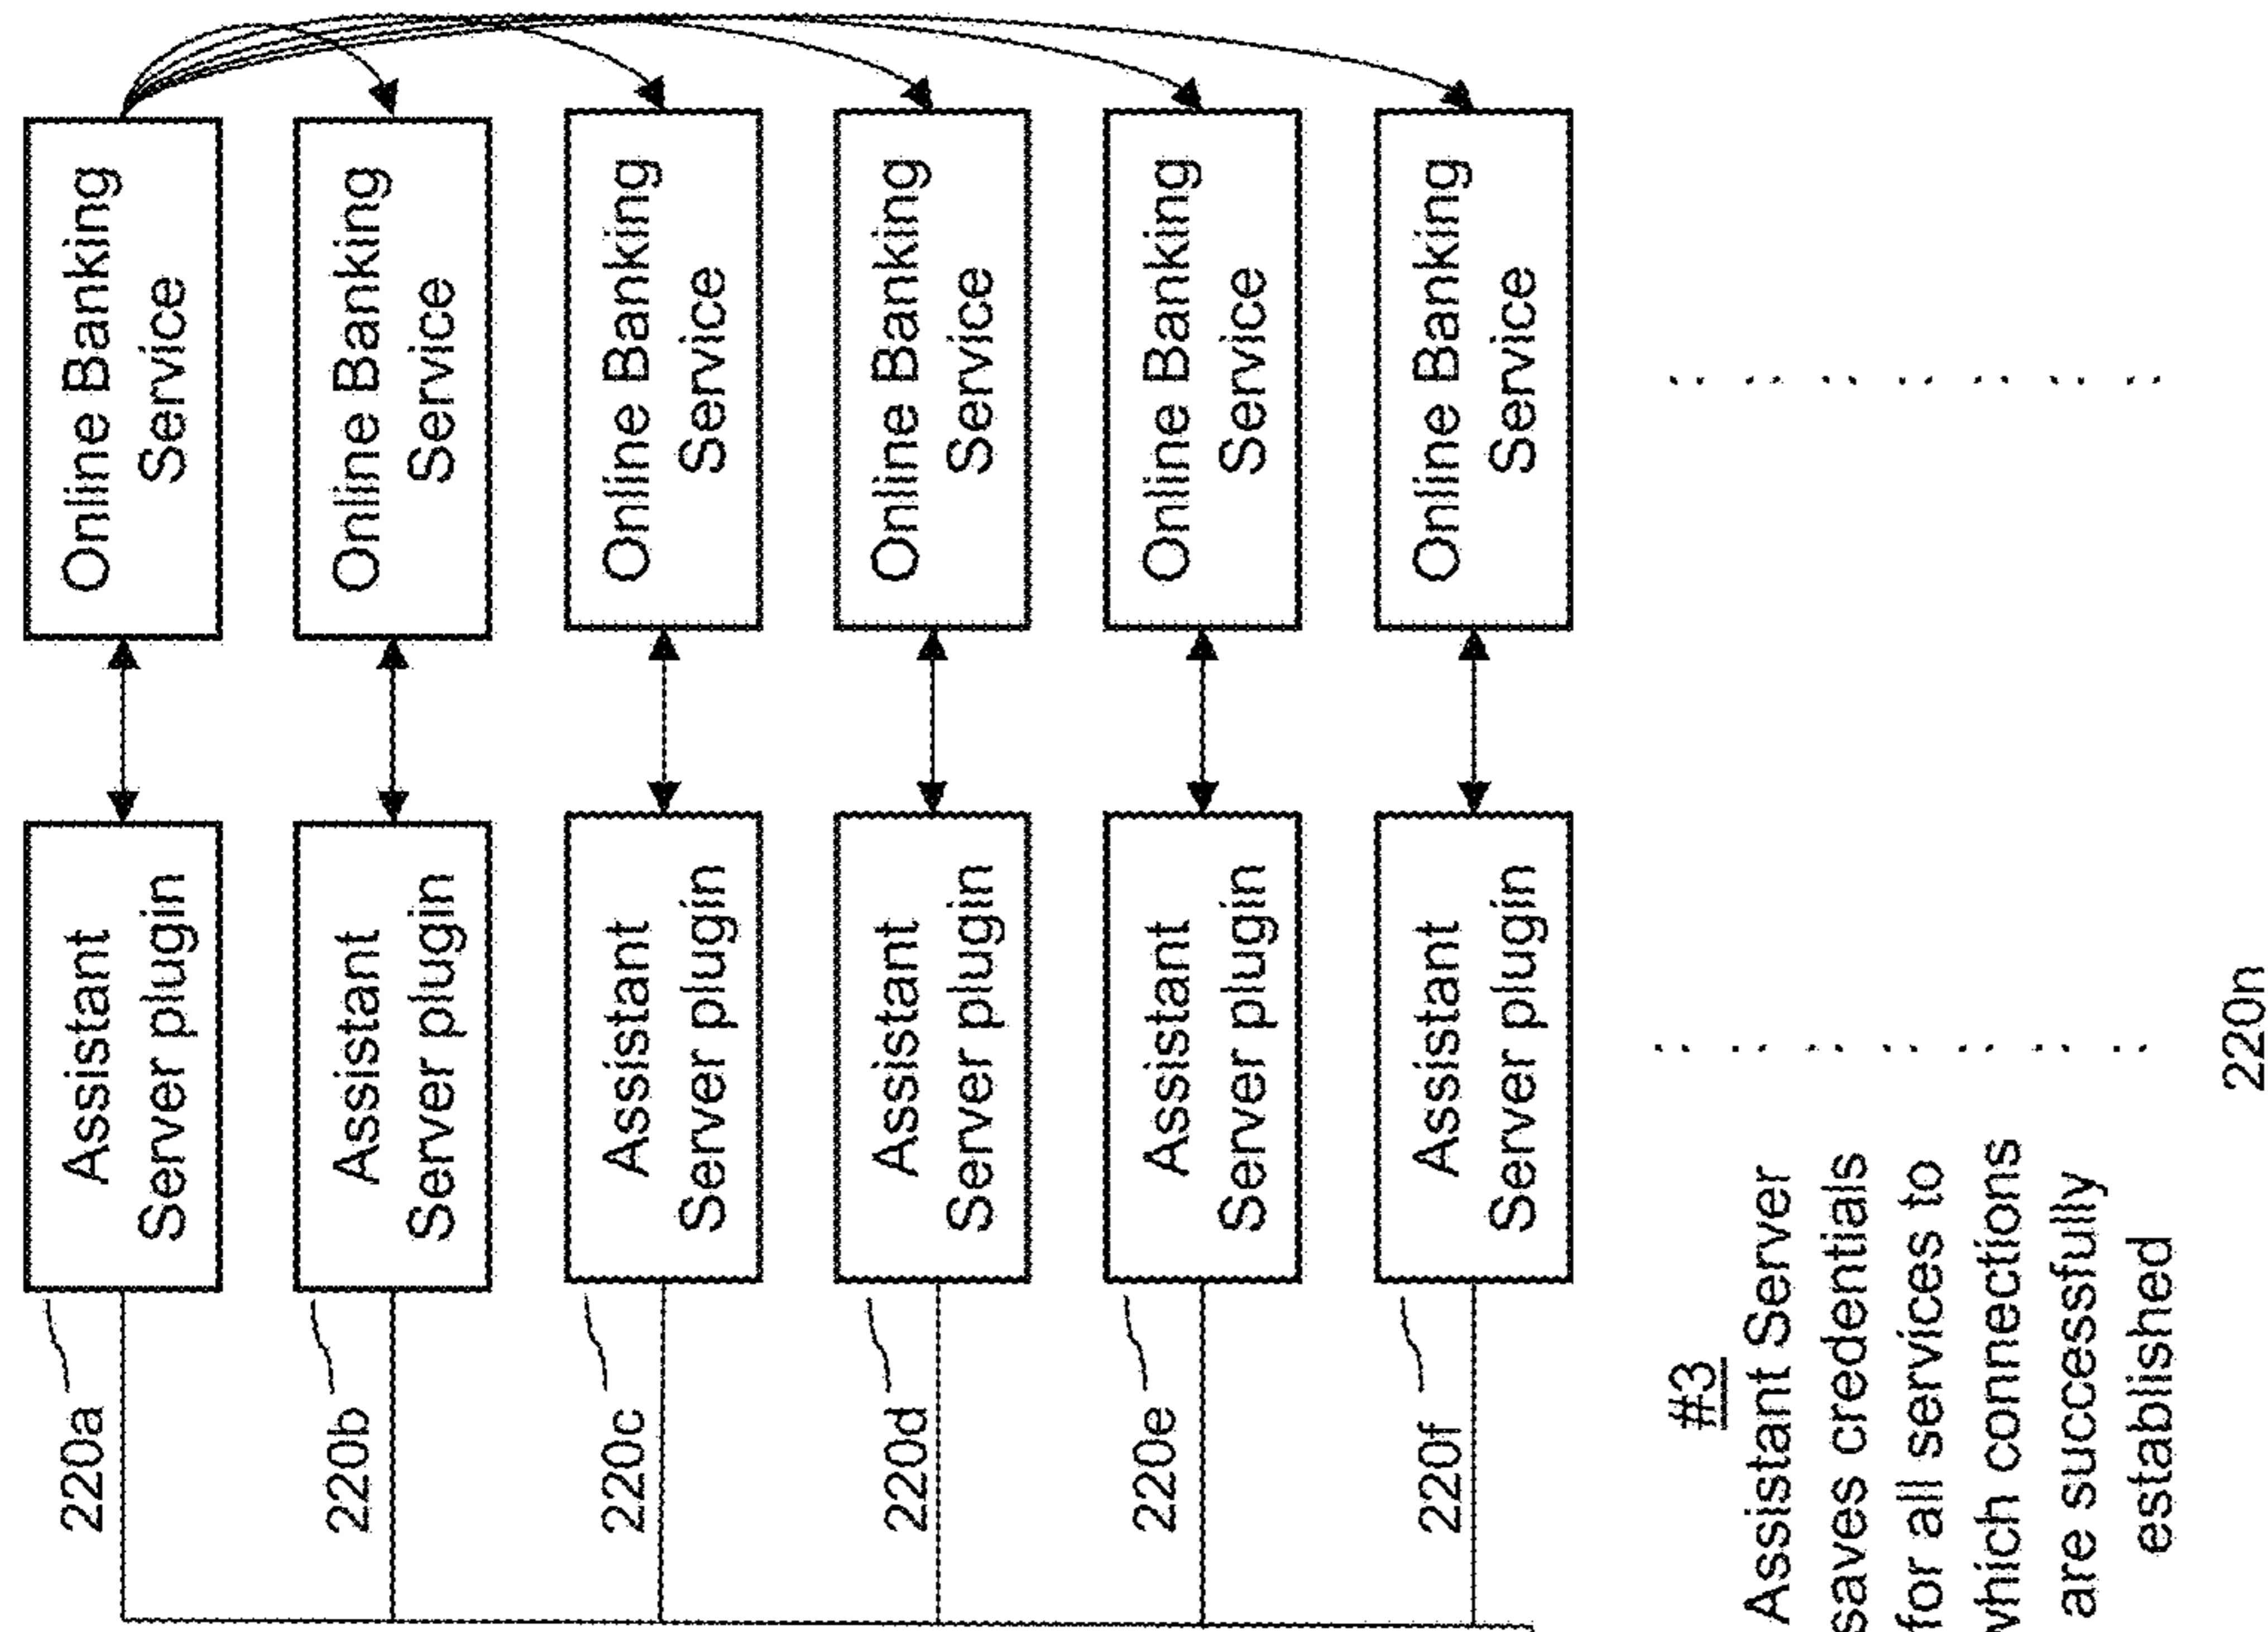 220a
Assistant
Server plugin
Online Banking
Service
220b
Assistant
Server plugin
Online Banking
Service
220c
Assistant
Server plugin
Online Banking
Service
220d
Assistant
Server plugin
Online Banking
Service
220e
Assistant
Server plugin
Online Banking
Service
220f
Assistant
Server plugin
Online Banking
Service
#3
Assistant Server
saves credentials
for all services to
which connections
are successfully
established
220n